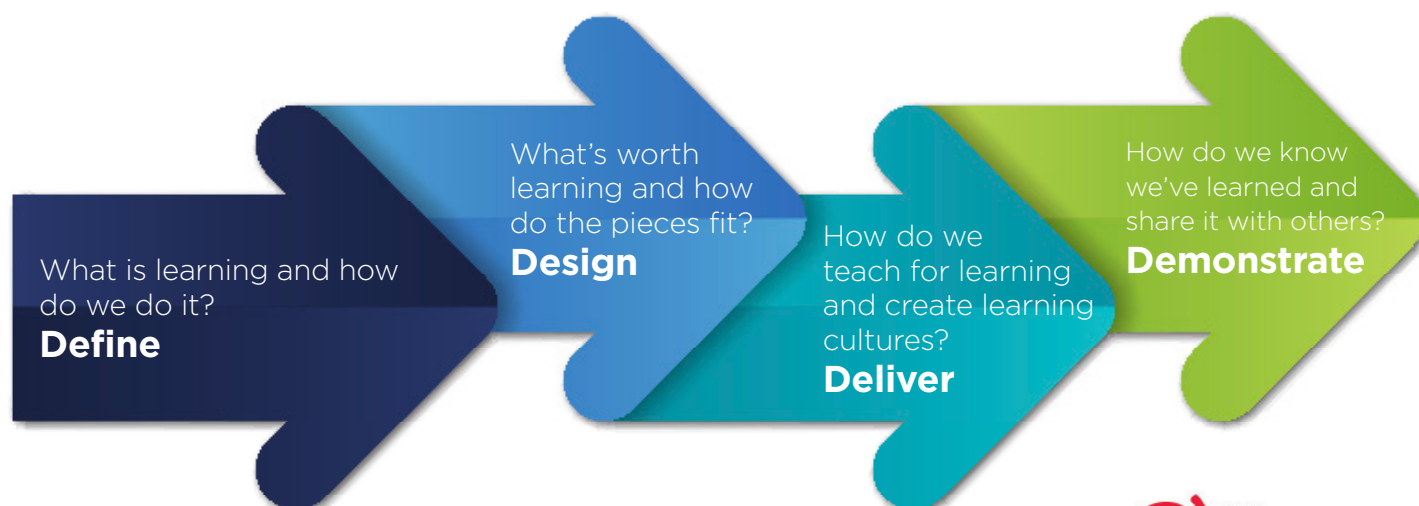 What is learning and how
do we do it?
Define
What’s worth
learning and how
do the pieces fit?
Design
How do we
teach for learning
and create learning
cultures?
Deliver
How do we know
we’ve learned and
share it with others?
Demonstrate